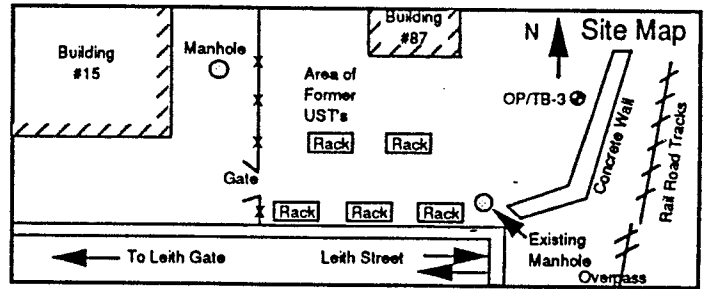 Building
#87
N
Site Map
Building
#15
Manhole
Area of
Former
UST's
OP/TB-3
Rack
Rack
Concrete Wall
Rail Road Tracks
Gate
Rack
Rack
Rack
Existing
Manhole
To Leith Gate
Leith Street
Overpass